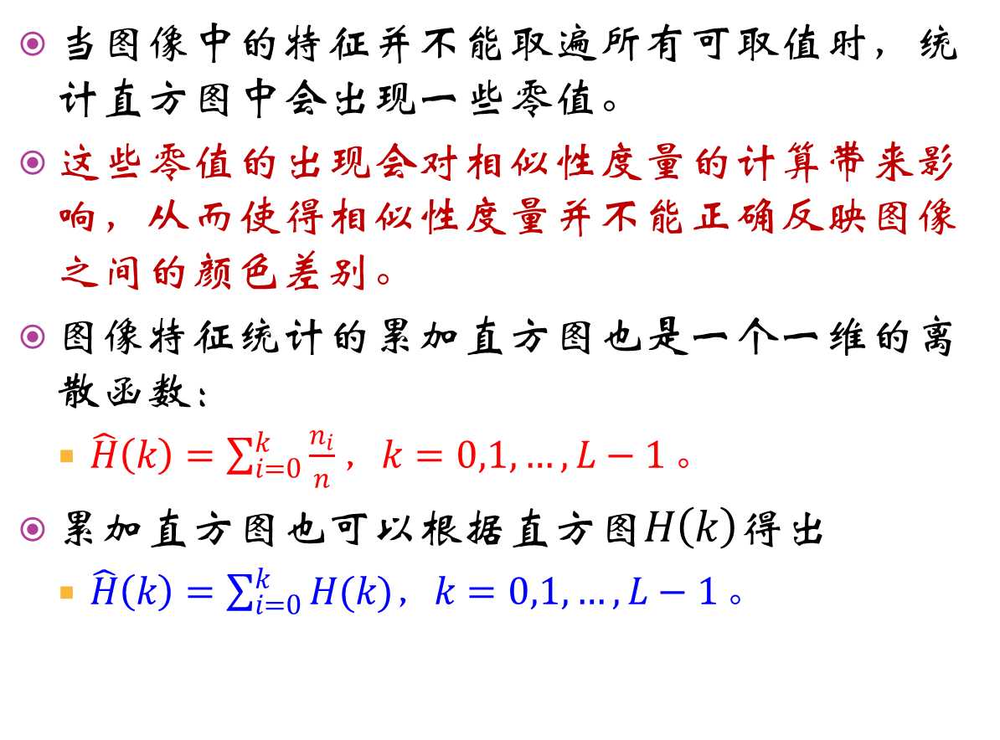 当图像中的特征并不能取遍所有可取值时，统
计直方图中会出现一些零值。
这些零值的出现会对相似性度量的计算带来影
响，从而使得相似性度量并不能正确反映图像
之间的颜色差别。
图像特征统计的累加直方图也是一个一维的离
散函数：
$\widehat{H}(k) = \sum_{i=0}^{k} \frac{n_i}{n}$，$k = 0,1,\ldots,L-1$。
累加直方图也可以根据直方图$H(k)$得出
$\widehat{H}(k) = \sum_{i=0}^{k} H(k)$，$k = 0,1,\ldots,L-1$。